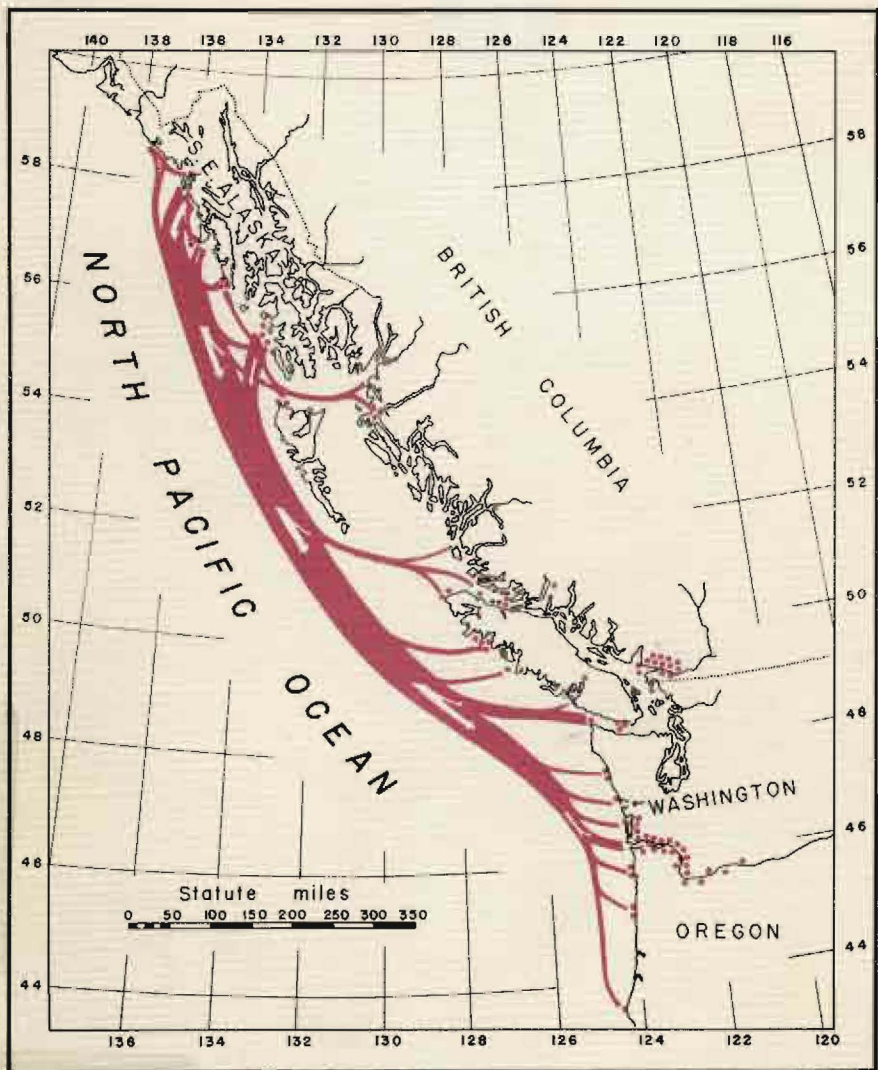 140 138 138 134 132 130 128 126 124 122 120 118 116
58
56
54
52
50
48
46
44
58
56
54
52
50
48
46
44
S.E. ALASKA
BRITISH
COLUMBIA
NORTH
PACIFIC
OCEAN
WASHINGTON
OREGON
Statute miles
0 50 100 150 200 250 300 350
136 134 132 130 128 126 124 122 120